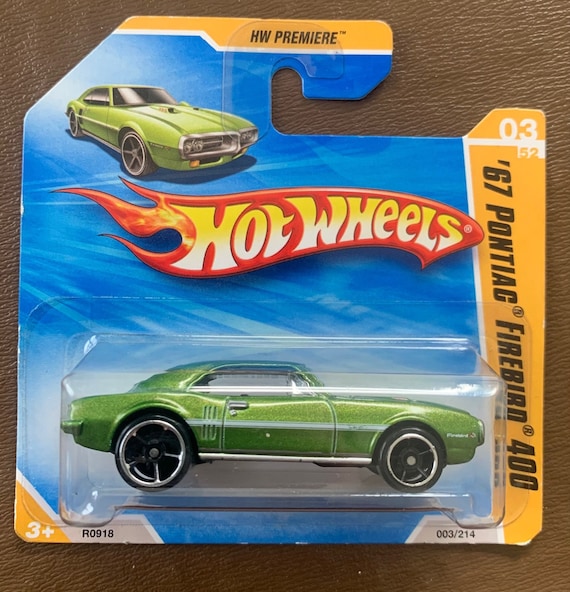 HW PREMIERE™
03
52
'67 PONTIAC® FIREBIRD® 400
HOT WHEELS®
3+
R0918
003/214